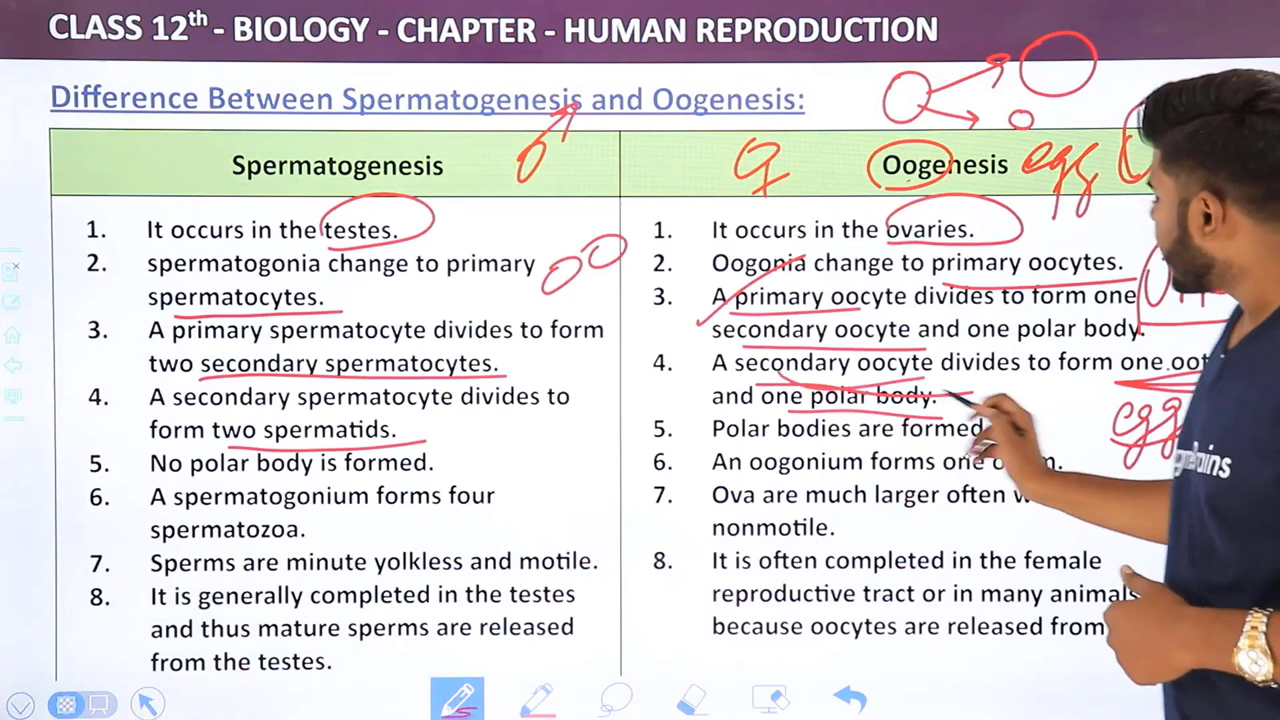 CLASS 12th - BIOLOGY - CHAPTER - HUMAN REPRODUCTION
Difference Between Spermatogenesis and Oogenesis:
Spermatogenesis
1. It occurs in the testes.
2. spermatogonia change to primary
spermatocytes.
3. A primary spermatocyte divides to form
two secondary spermatocytes.
4. A secondary spermatocyte divides to
form two spermatids.
5. No polar body is formed.
6. A spermatogonium forms four
spermatozoa.
7. Sperms are minute yolkless and motile.
8. It is generally completed in the testes
and thus mature sperms are released
from the testes.
♀ Oogenesis egg
1. It occurs in the ovaries.
2. Oogonia change to primary oocytes.
3. A primary oocyte divides to form one
secondary oocyte and one polar body.
4. A secondary oocyte divides to form one
and one polar body.
egg
5. Polar bodies are formed
6. An oogonium forms one
7. Ova are much larger often
nonmotile.
8. It is often completed in the female
reproductive tract or in many animals
because oocytes are released from